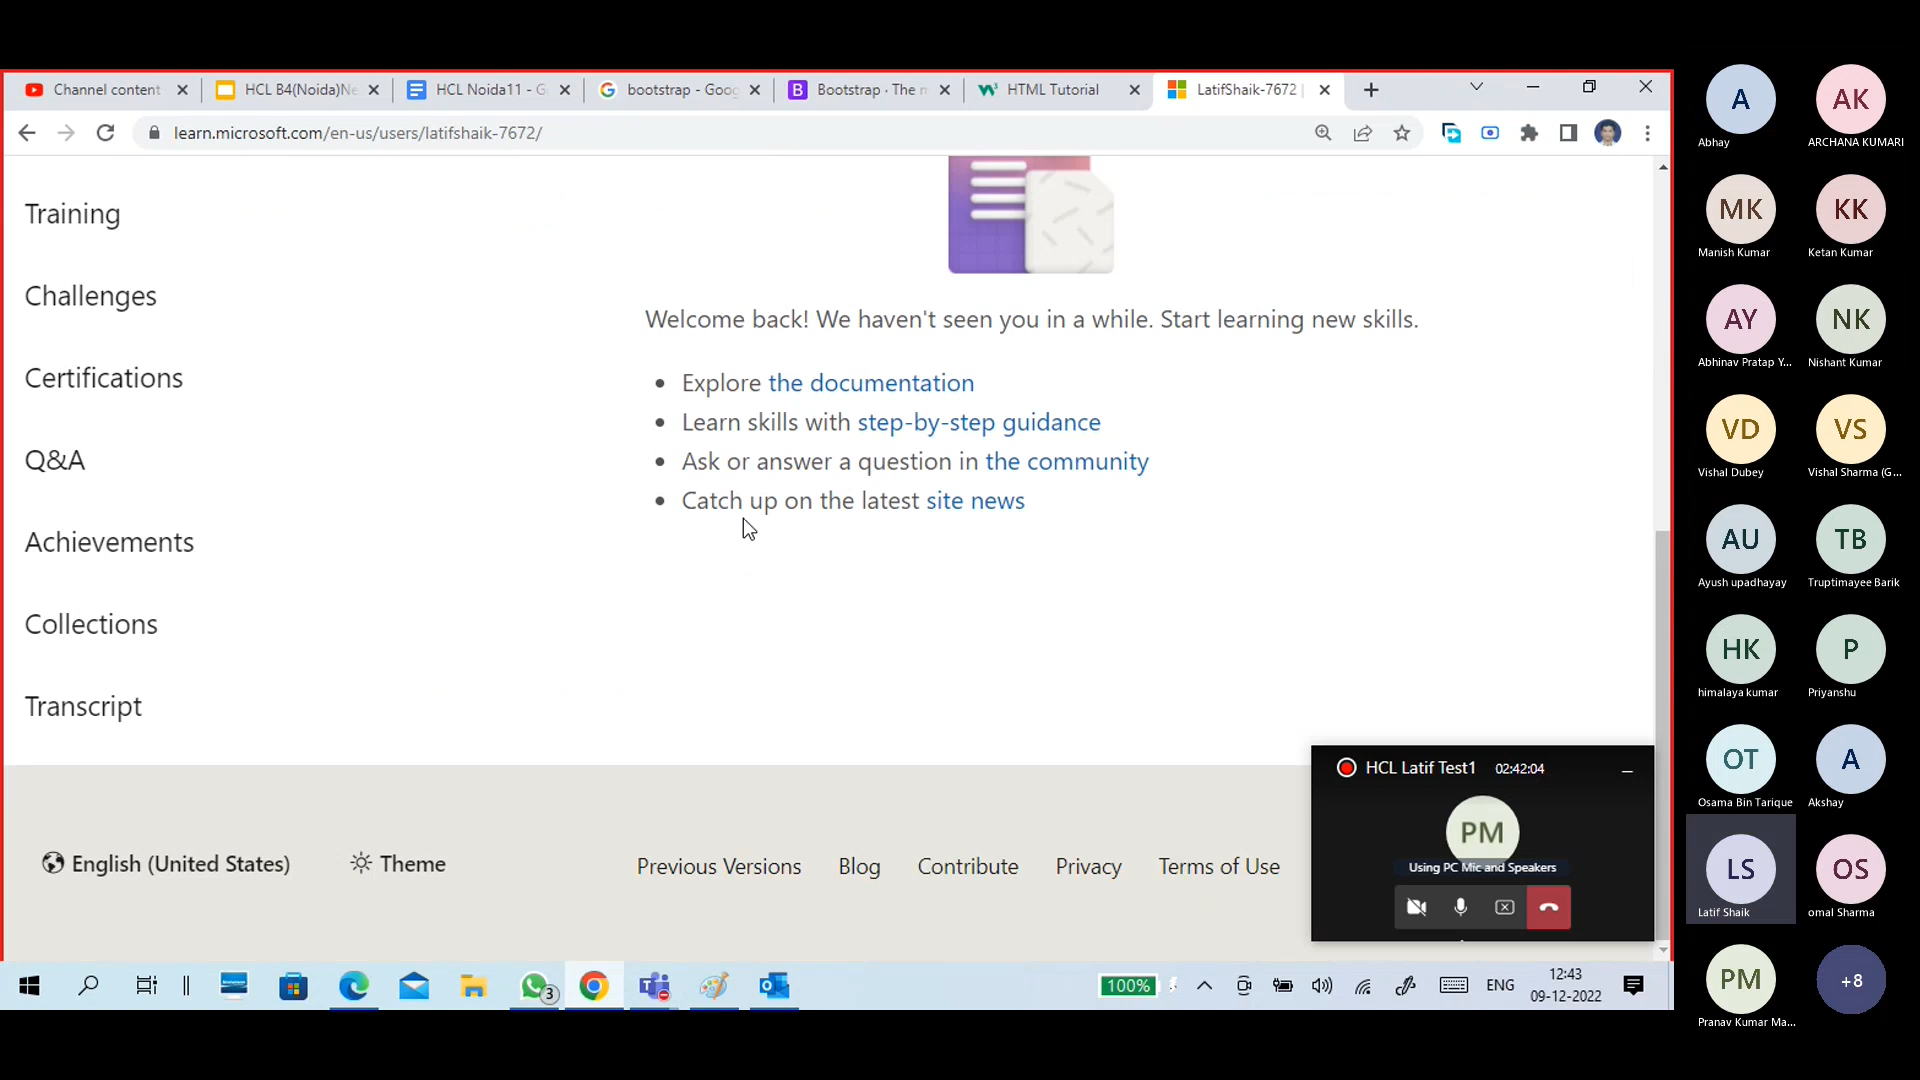 Channel content
HCL B4(Noida)Ne
HCL Noida11 - G
bootstrap - Goog
Bootstrap · The m
HTML Tutorial
LatifShaik-7672 |
learn.microsoft.com/en-us/users/latifshaik-7672/
Training
Challenges
Certifications
Q&A
Achievements
Collections
Transcript
Welcome back! We haven't seen you in a while. Start learning new skills.
Explore the documentation
Learn skills with step-by-step guidance
Ask or answer a question in the community
Catch up on the latest site news
English (United States)
Theme
Previous Versions
Blog
Contribute
Privacy
Terms of Use
HCL Latif Test1
02:42:04
PM
Using PC Mic and Speakers
3
100%
ENG
12:43
09-12-2022
A
Abhay
AK
ARCHANA KUMARI
MK
Manish Kumar
KK
Ketan Kumar
AY
Abhinav Pratap Y...
NK
Nishant Kumar
VD
Vishal Dubey
VS
Vishal Sharma (G...
AU
Ayush upadhayay
TB
Truptimayee Barik
HK
himalaya kumar
P
Priyanshu
OT
Osama Bin Tarique
A
Akshay
LS
Latif Shaik
OS
omal Sharma
PM
Pranav Kumar Ma...
+8